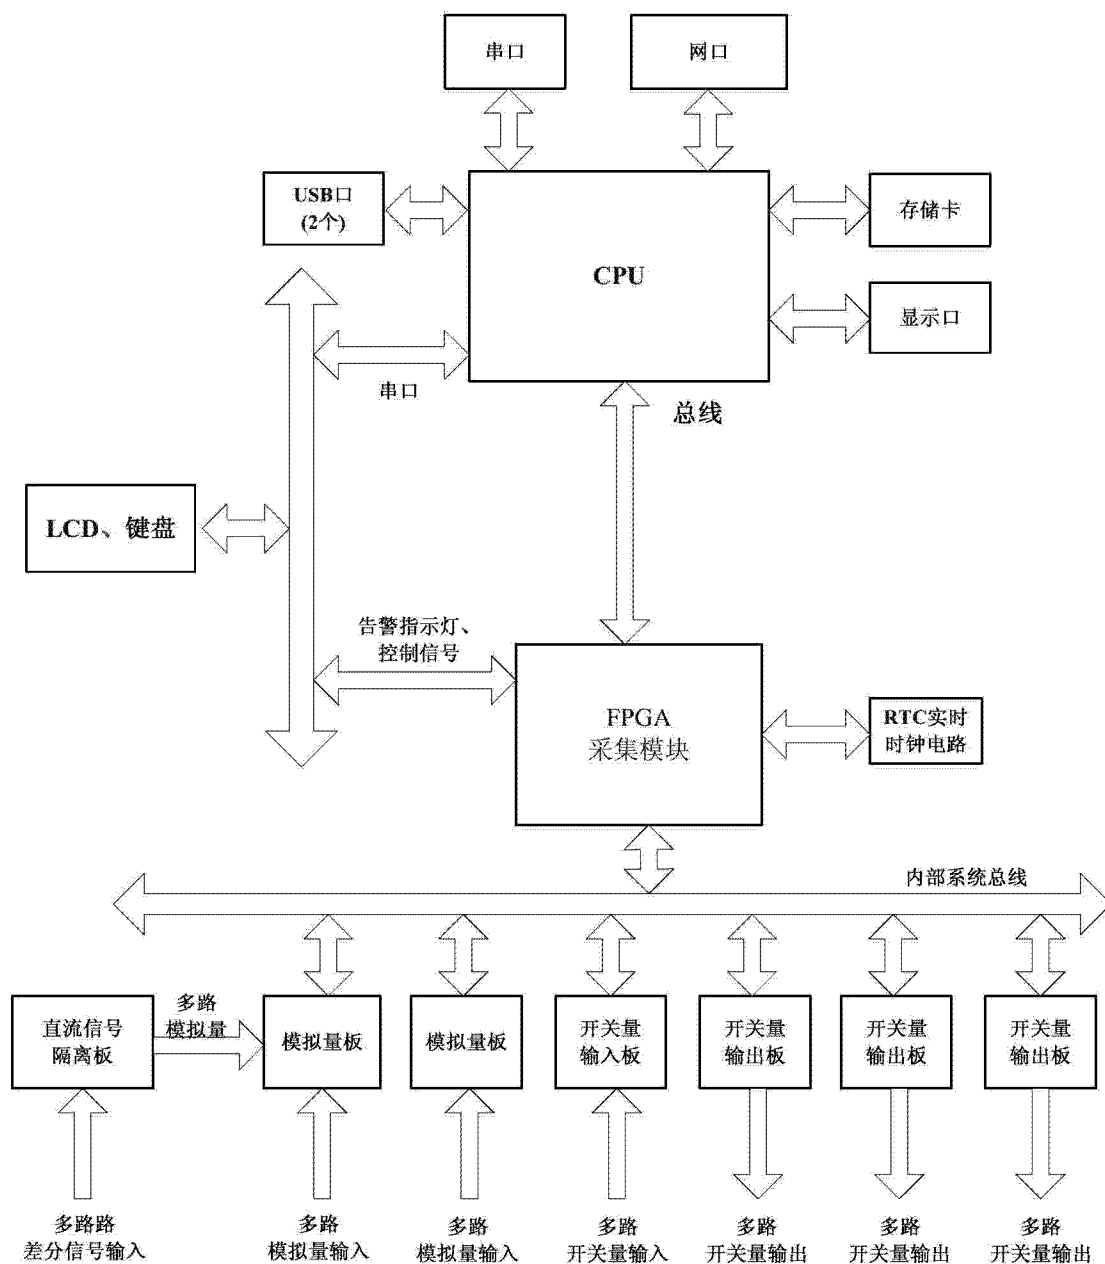 串口
网口
USB口
(2个)
存储卡
CPU
显示口
串口
总线
LCD、键盘
告警指示灯、
控制信号
FPGA
采集模块
RTC实时
时钟电路
内部系统总线
直流信号
隔离板
多路
模拟量
模拟量板
模拟量板
开关量
输入板
开关量
输出板
开关量
输出板
开关量
输出板
多路路
差分信号输入
多路
模拟量输入
多路
模拟量输入
多路
开关量输入
多路
开关量输出
多路
开关量输出
多路
开关量输出